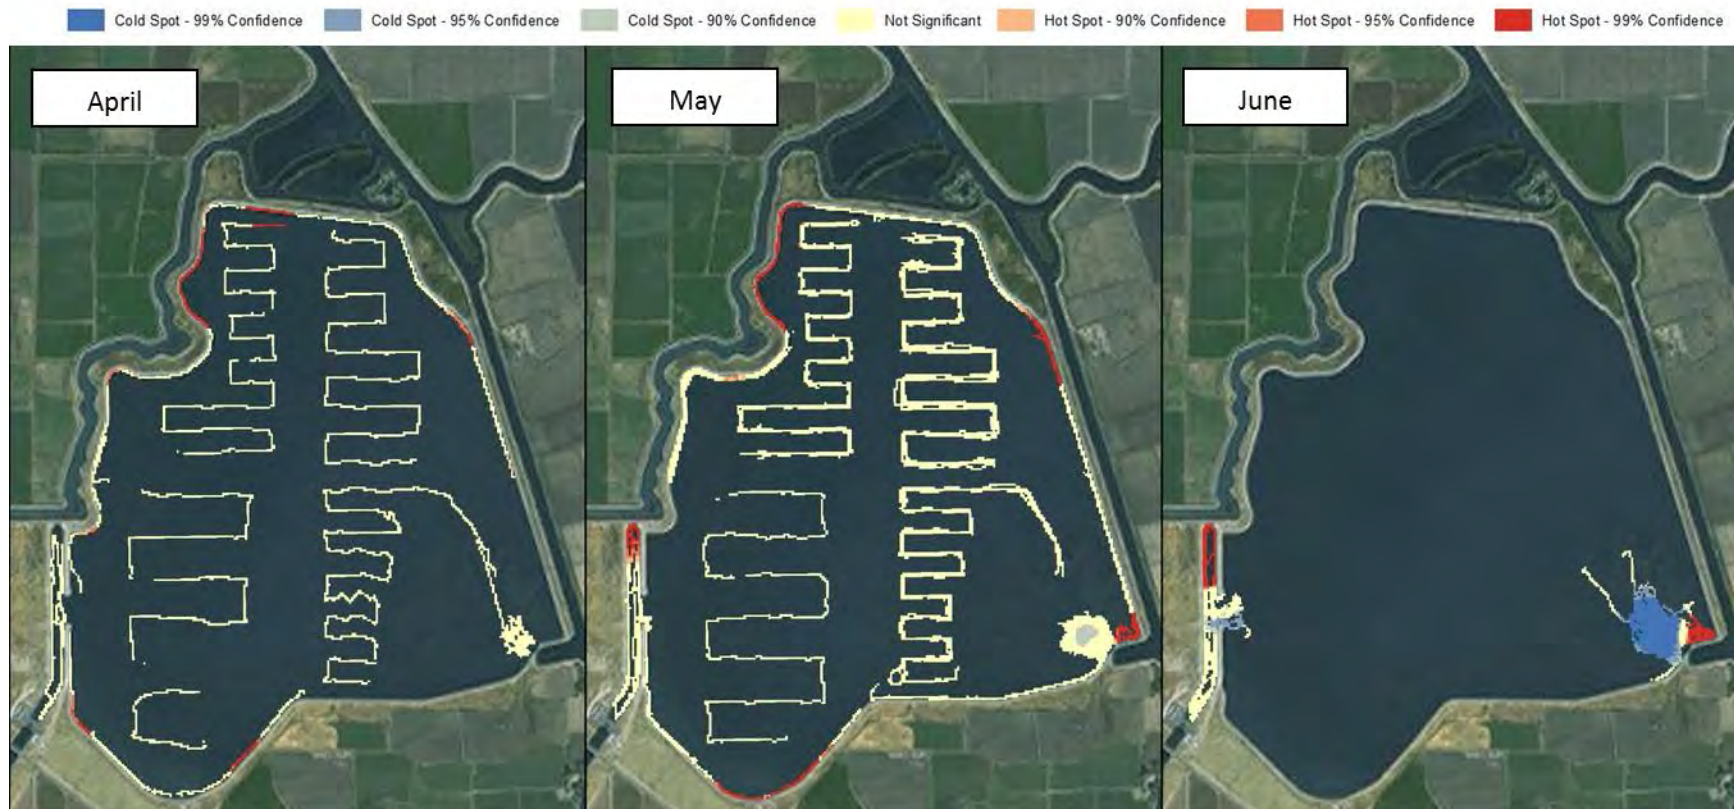 Cold Spot - 99% Confidence
Cold Spot - 95% Confidence
Cold Spot - 90% Confidence
Not Significant
Hot Spot - 90% Confidence
Hot Spot - 95% Confidence
Hot Spot - 99% Confidence
April
May
June